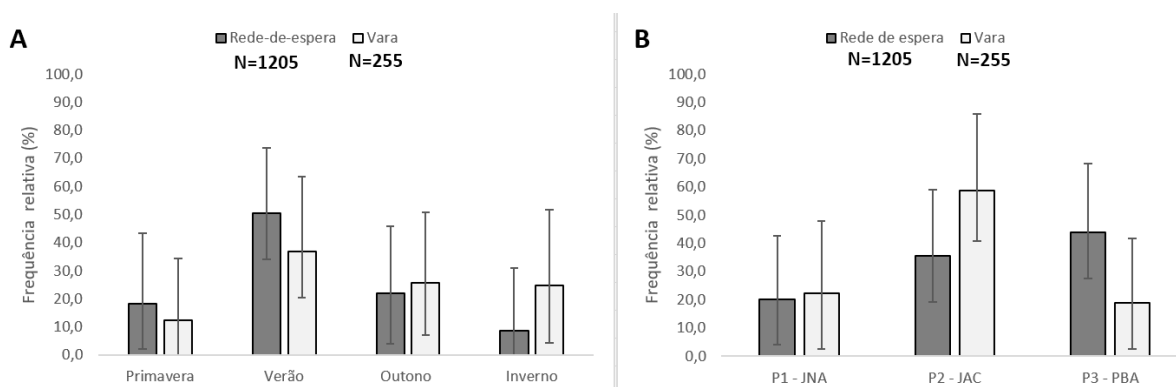 A
Rede-de-espera Vara
N=1205 N=255
Frequência relativa (%)
100,0
90,0
80,0
70,0
60,0
50,0
40,0
30,0
20,0
10,0
0,0
Primavera Verão Outono Inverno
B
Rede de espera Vara
N=1205 N=255
Frequência relativa (%)
100,0
90,0
80,0
70,0
60,0
50,0
40,0
30,0
20,0
10,0
0,0
P1 - JNA P2 - JAC P3 - PBA